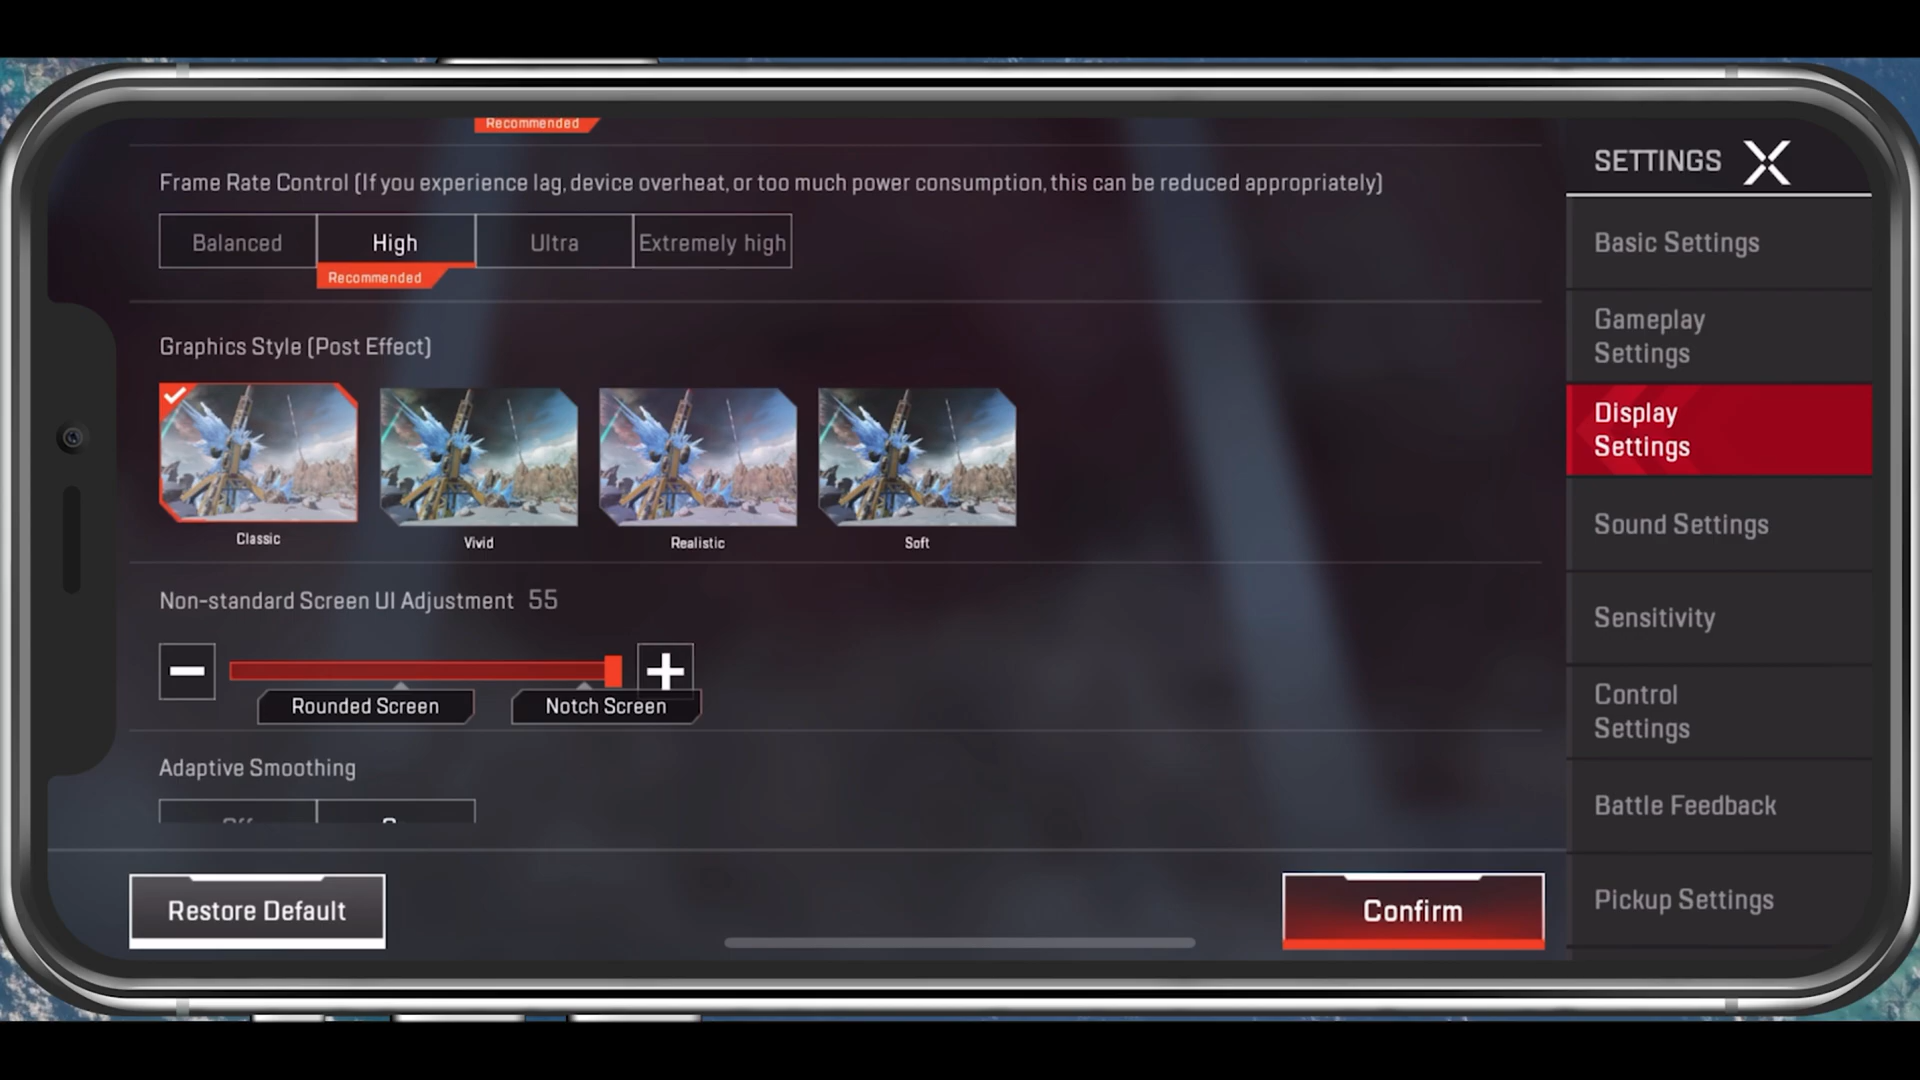 Recommended
SETTINGS
Frame Rate Control (If you experience lag, device overheat, or too much power consumption, this can be reduced appropriately)
Balanced
High
Ultra
Extremely high
Recommended
Graphics Style (Post Effect)
Classic
Vivid
Realistic
Soft
Non-standard Screen UI Adjustment 55
Rounded Screen
Notch Screen
Adaptive Smoothing
Restore Default
Confirm
Basic Settings
Gameplay
Settings
Display
Settings
Sound Settings
Sensitivity
Control
Settings
Battle Feedback
Pickup Settings